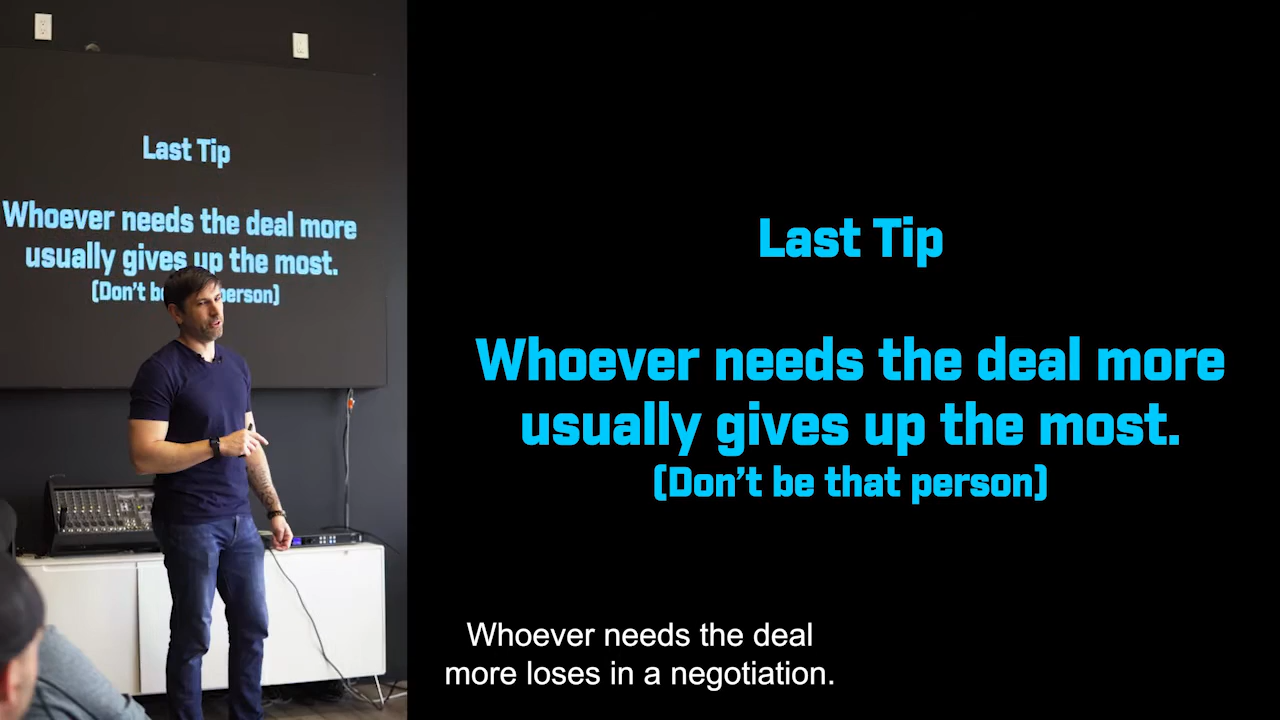 Last Tip
Whoever needs the deal more
usually gives up the most.
(Don't b person)
Last Tip
Whoever needs the deal more
usually gives up the most.
(Don't be that person)
Whoever needs the deal
more loses in a negotiation.